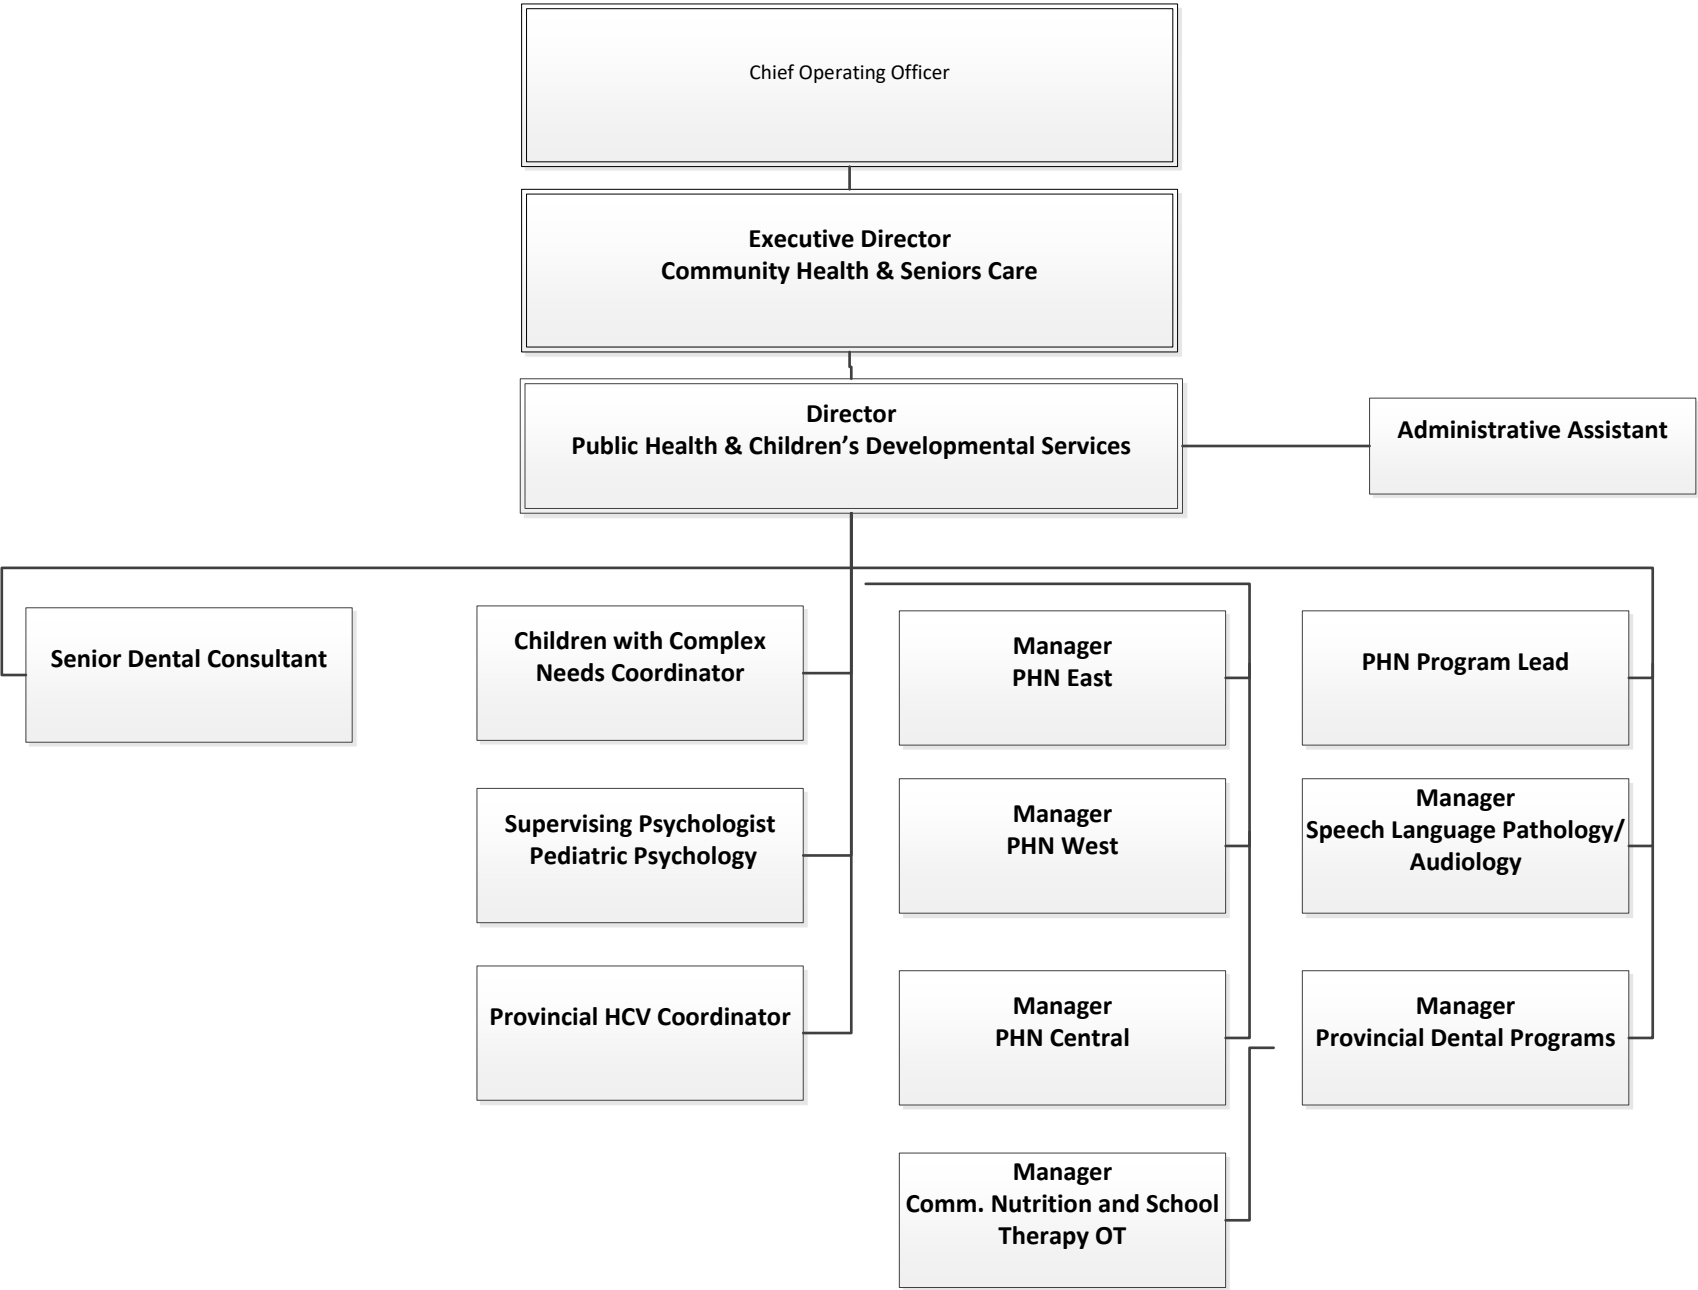 Chief Operating Officer
Executive Director
Community Health & Seniors Care
Director
Public Health & Children’s Developmental Services
Administrative Assistant
Senior Dental Consultant
Children with Complex
Needs Coordinator
Manager
PHN East
PHN Program Lead
Supervising Psychologist
Pediatric Psychology
Manager
PHN West
Manager
Speech Language Pathology/
Audiology
Provincial HCV Coordinator
Manager
PHN Central
Manager
Provincial Dental Programs
Manager
Comm. Nutrition and School
Therapy OT